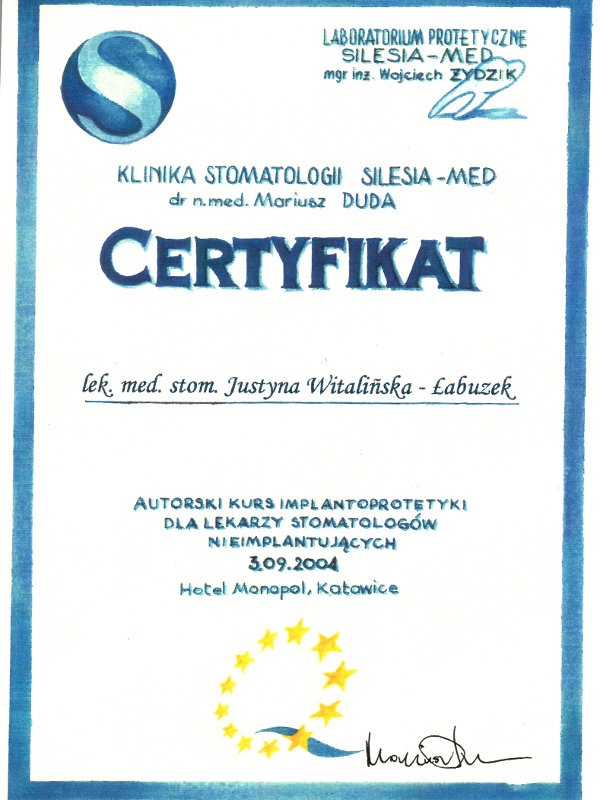 LABORATORIUM PROTETYCZNE
SILESIA-MED
mgr inż. Wojciech ZYDZIK
KLINIKA STOMATOLOGII SILESIA-MED
dr n.med. Mariusz DUDA
CERTYFIKAT
lek. med. stom. Justyna Witalińska - Łabuzek
AUTORSKI KURS IMPLANTOPROTETYKI
DLA LEKARZY STOMATOLOGÓW
NIEIMPLANTUJĄCYCH
3.09.2004
Hotel Monopol, Katowice